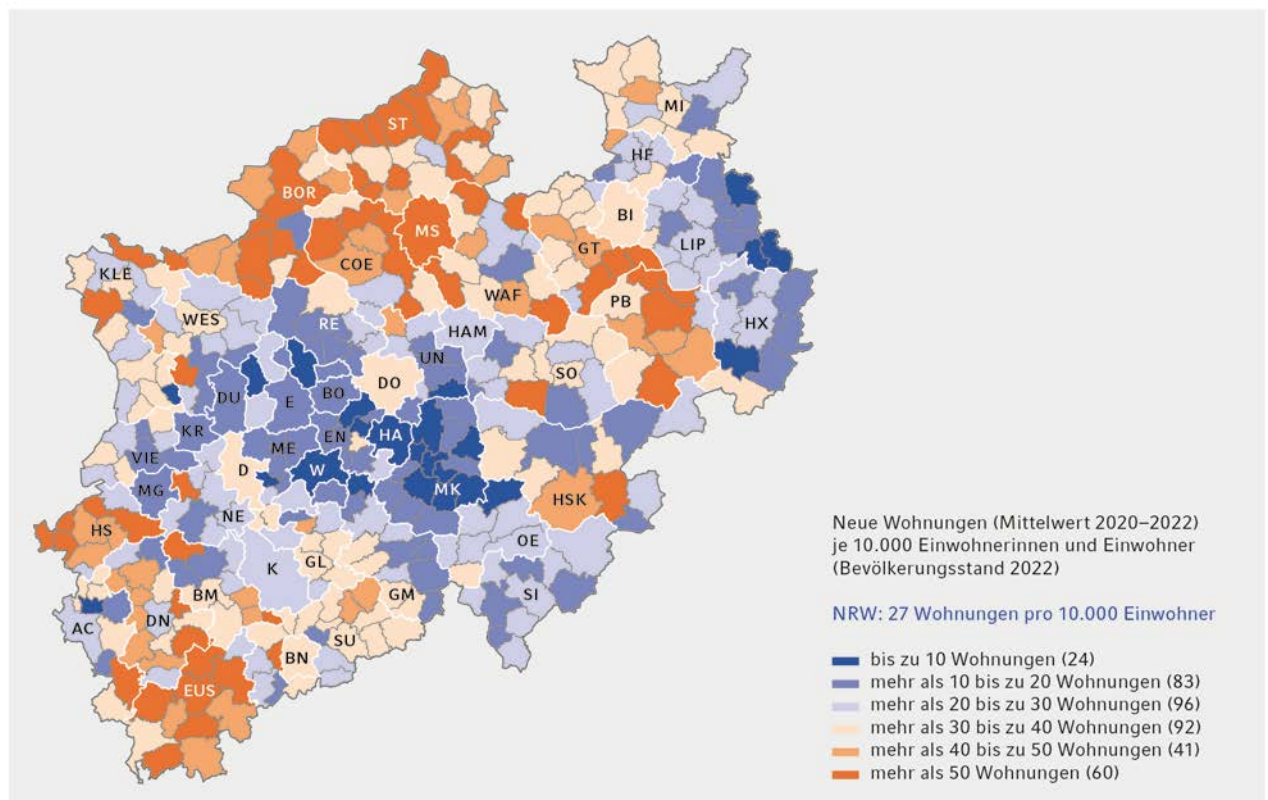 ST
MI
HF
BOR
BI
MS
LIP
GT
COE
KLE
WAF
PB
WES
RE
HAM
HX
UN
SO
DO
DU
E
BO
KR
EN
HA
ME
VIE
D
W
MG
MK
HSK
NE
HS
OE
K
GL
BM
GM
SI
AC
DN
SU
BN
EUS
Neue Wohnungen (Mittelwert 2020–2022)
je 10.000 Einwohnerinnen und Einwohner
(Bevölkerungsstand 2022)
NRW: 27 Wohnungen pro 10.000 Einwohner
bis zu 10 Wohnungen (24)
mehr als 10 bis zu 20 Wohnungen (83)
mehr als 20 bis zu 30 Wohnungen (96)
mehr als 30 bis zu 40 Wohnungen (92)
mehr als 40 bis zu 50 Wohnungen (41)
mehr als 50 Wohnungen (60)